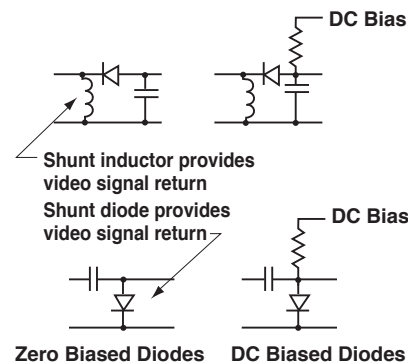 DC Bias
Shunt inductor provides
video signal return
Shunt diode provides
video signal return
DC Bias
Zero Biased Diodes
DC Biased Diodes